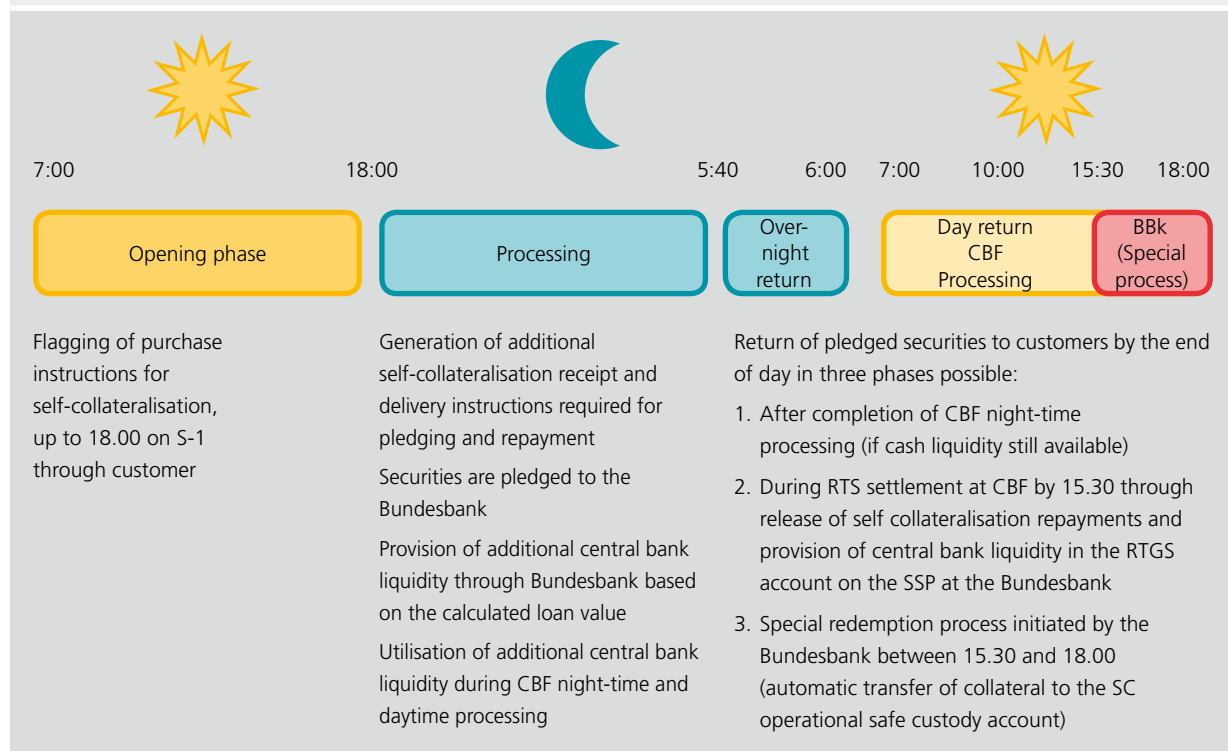 7:00 18:00 5:40 6:00 7:00 10:00 15:30 18:00
Opening phase
Processing
Over-
night
return
Day return
CBF
Processing
BBk
(Special
process)
Flagging of purchase
instructions for
self-collateralisation,
up to 18.00 on S-1
through customer
Generation of additional
self-collateralisation receipt and
delivery instructions required for
pledging and repayment
Securities are pledged to the
Bundesbank
Provision of additional central bank
liquidity through Bundesbank based
on the calculated loan value
Utilisation of additional central bank
liquidity during CBF night-time and
daytime processing
Return of pledged securities to customers by the end
of day in three phases possible:
1. After completion of CBF night-time
processing (if cash liquidity still available)
2. During RTS settlement at CBF by 15.30 through
release of self collateralisation repayments and
provision of central bank liquidity in the RTGS
account on the SSP at the Bundesbank
3. Special redemption process initiated by the
Bundesbank between 15.30 and 18.00
(automatic transfer of collateral to the SC
operational safe custody account)